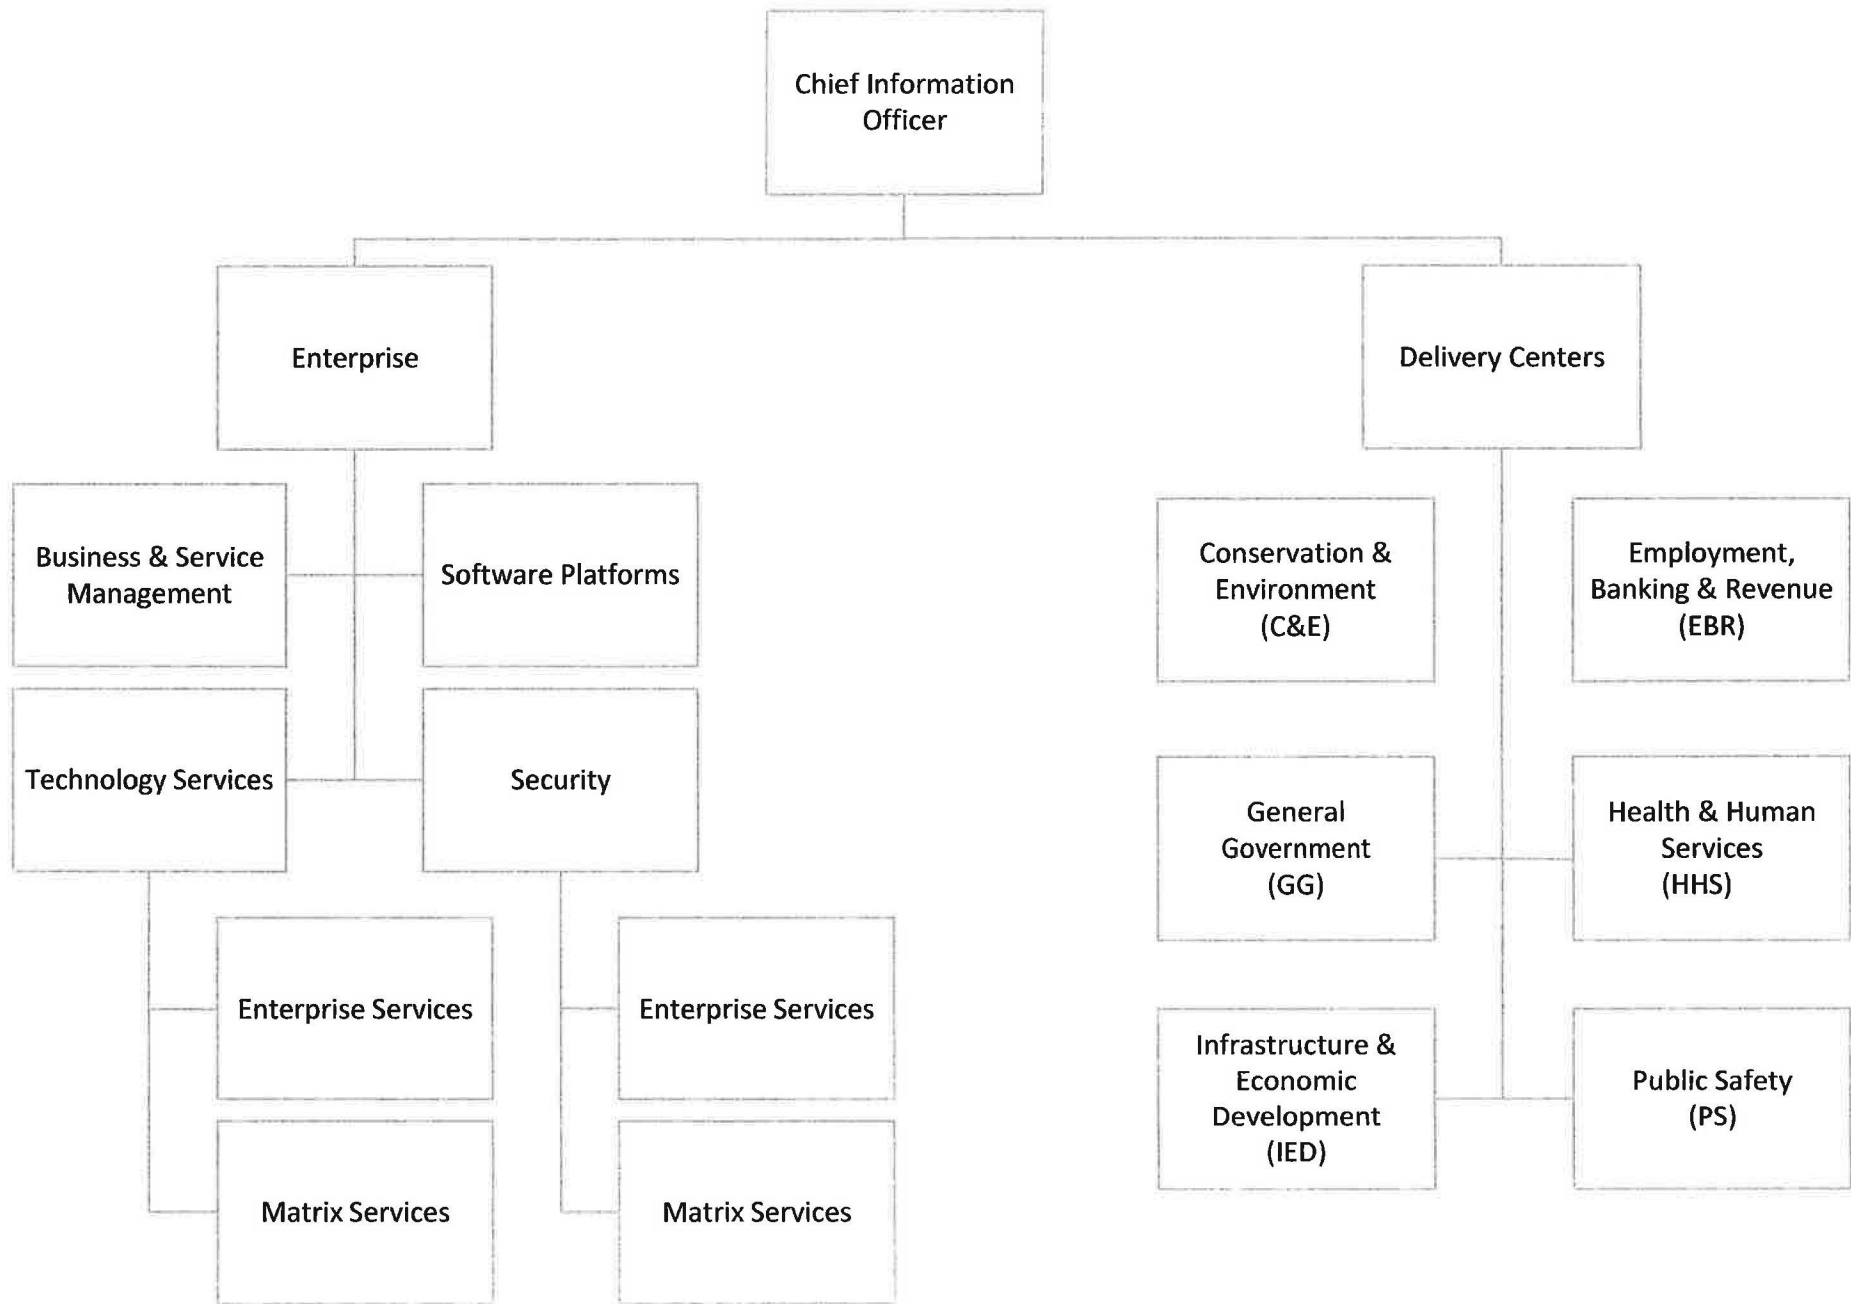 Chief Information
Officer
Enterprise
Delivery Centers
Business & Service
Management
Software Platforms
Technology Services
Security
Enterprise Services
Matrix Services
Enterprise Services
Matrix Services
Conservation &
Environment
(C&E)
Employment,
Banking & Revenue
(EBR)
General
Government
(GG)
Health & Human
Services
(HHS)
Infrastructure &
Economic
Development
(IED)
Public Safety
(PS)